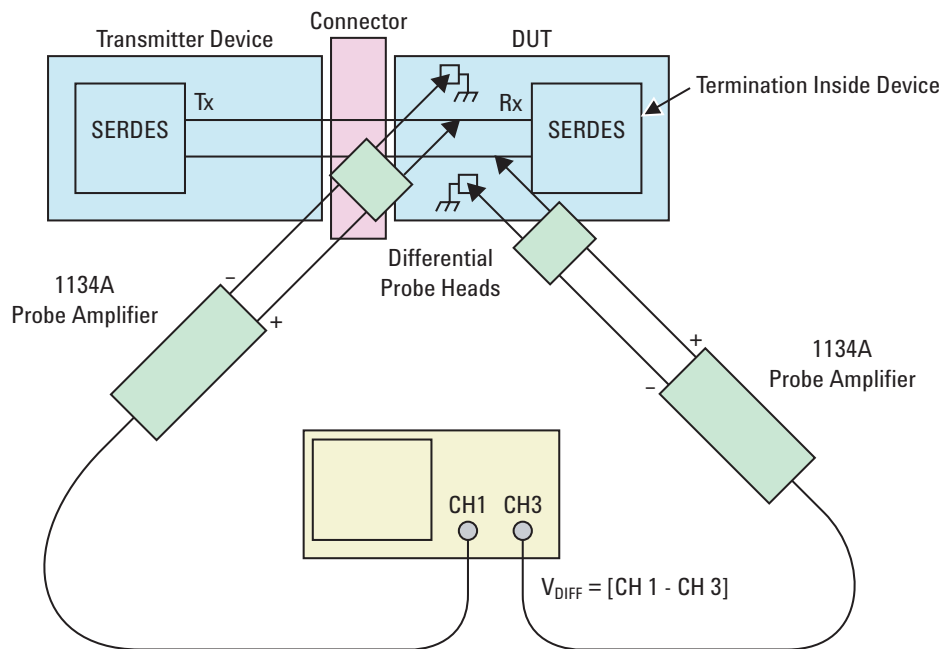 Connector
Transmitter Device
DUT
Tx
Rx
SERDES
SERDES
Termination Inside Device
Differential
Probe Heads
1134A
Probe Amplifier
-
+
1134A
Probe Amplifier
+
-
CH1
CH3
V_DIFF = [CH 1 - CH 3]